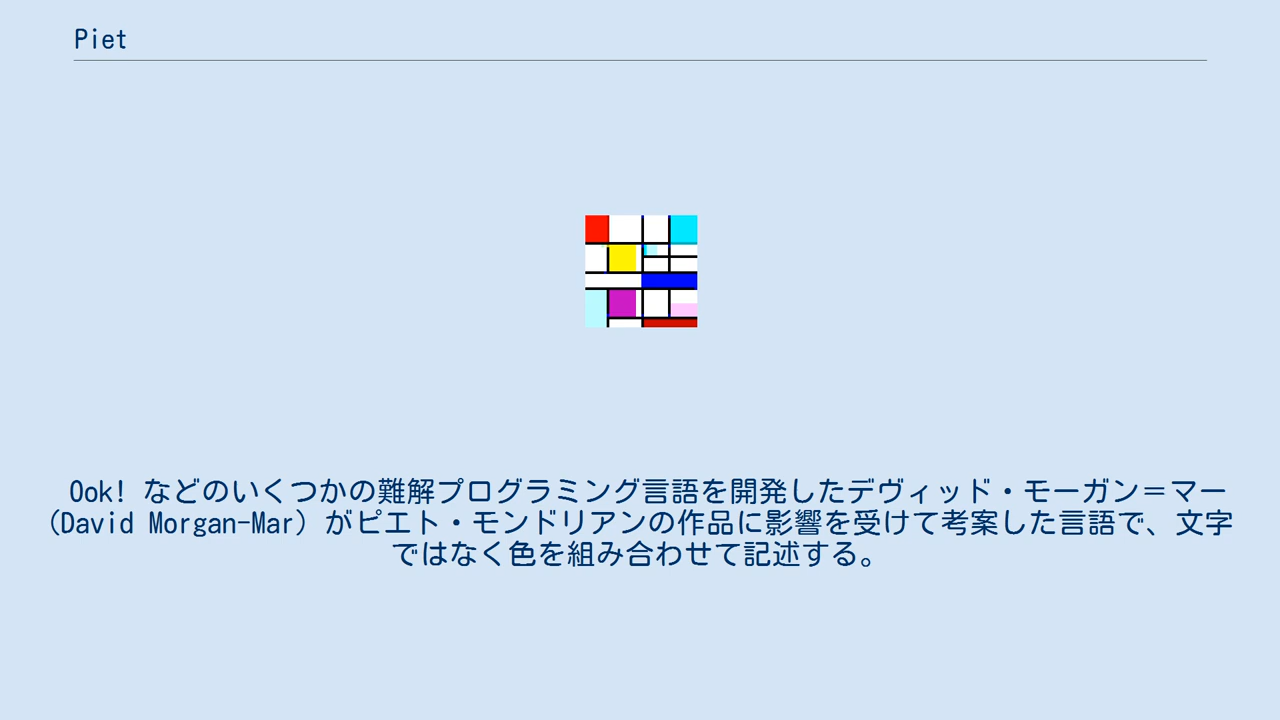 Piet
Ook! などのいくつかの難解プログラミング言語を開発したデヴィッド・モーガン＝マー
(David Morgan-Mar) がピエト・モンドリアンの作品に影響を受けて考案した言語で、文字
ではなく色を組み合わせて記述する。